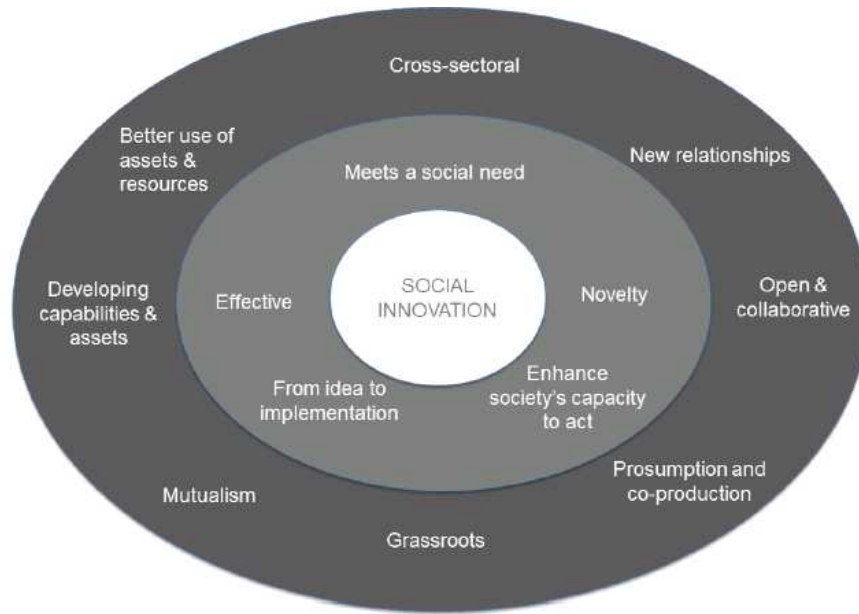 Cross-sectoral
Better use of
assets &
resources
New relationships
Meets a social need
Developing
capabilities &
assets
Effective
SOCIAL
INNOVATION
Novelty
Open &
collaborative
From idea to
implementation
Enhance
society's capacity
to act
Mutualism
Prosumption and
co-production
Grassroots